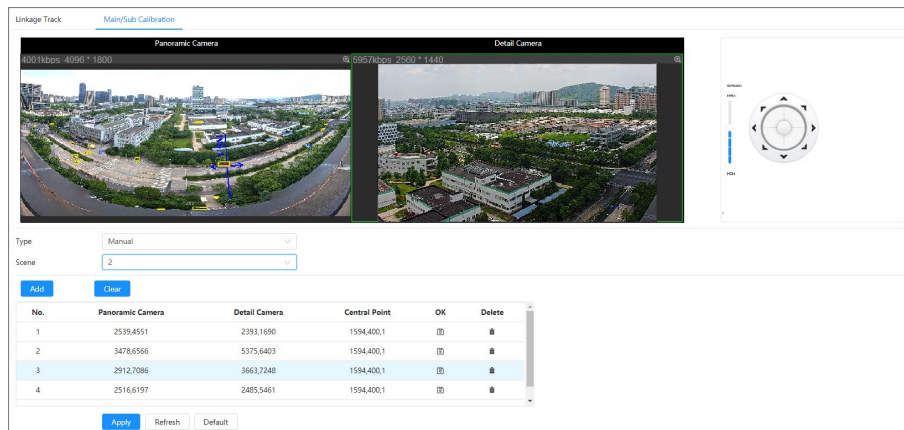 Linkage Track Main/Sub Calibration
Panoramic Camera Detail Camera
4001kbps 4096 * 1800 5957kbps 2560 * 1440
SPEED
MIN
Type Manual
Scene 2
Add Clear
No. Panoramic Camera Detail Camera Central Point OK Delete
1 2539,4551 2393,1690 1594,400,1
2 3478,6566 5375,6403 1594,400,1
3 2912,7086 3663,7248 1594,400,1
4 2516,6197 2485,5461 1594,400,1
Apply Refresh Default